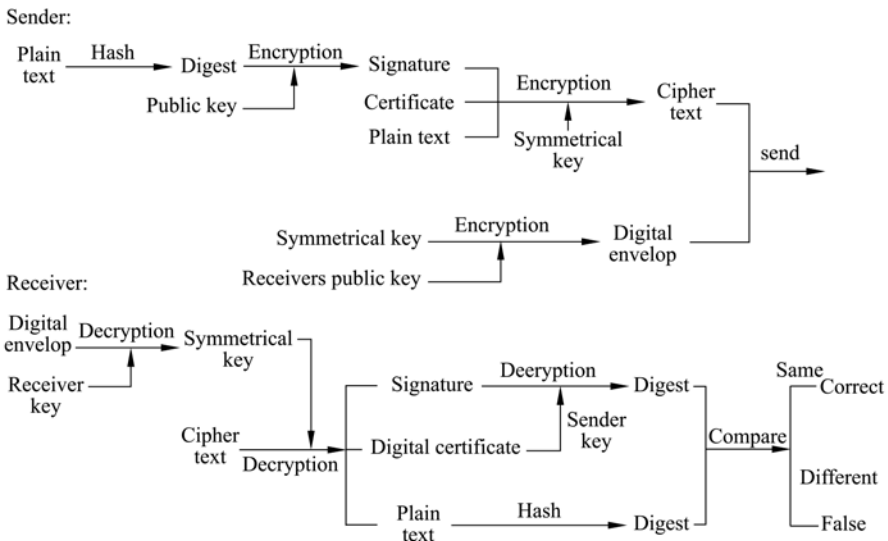 Sender:
Plain text
Hash
Digest
Encryption
Signature
Public key
Certificate
Plain text
Encryption
Symmetrical key
Cipher text
send
Symmetrical key
Encryption
Digital envelop
Receivers public key
Receiver:
Digital envelop
Decryption
Symmetrical key
Receiver key
Cipher text
Decryption
Signature
Deeryption
Digest
Digital certificate
Sender key
Plain text
Hash
Digest
Compare
Same
Correct
Different
False